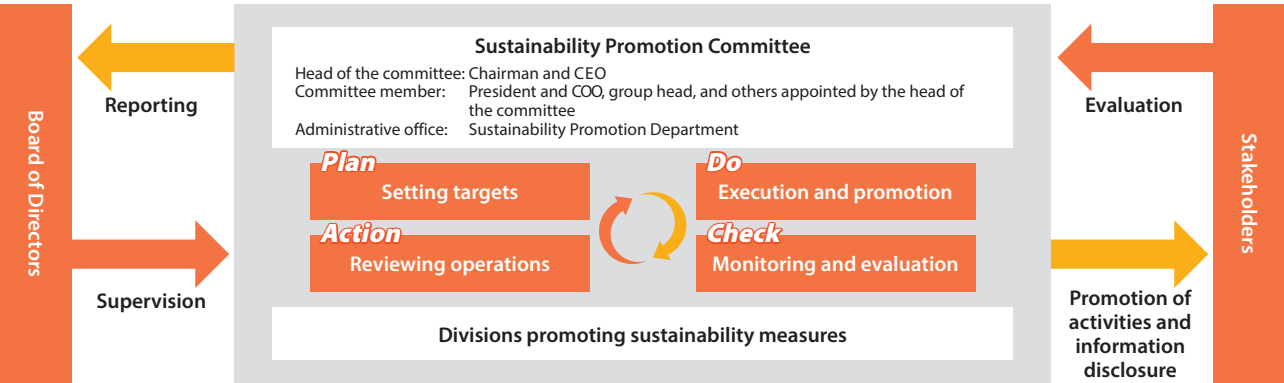 Board of Directors
Reporting
Supervision
Sustainability Promotion Committee
Head of the committee: Chairman and CEO
Committee member: President and COO, group head, and others appointed by the head of
the committee
Administrative office: Sustainability Promotion Department
Plan
Setting targets
Do
Execution and promotion
Action
Reviewing operations
Check
Monitoring and evaluation
Divisions promoting sustainability measures
Evaluation
Promotion of
activities and
information
disclosure
Stakeholders